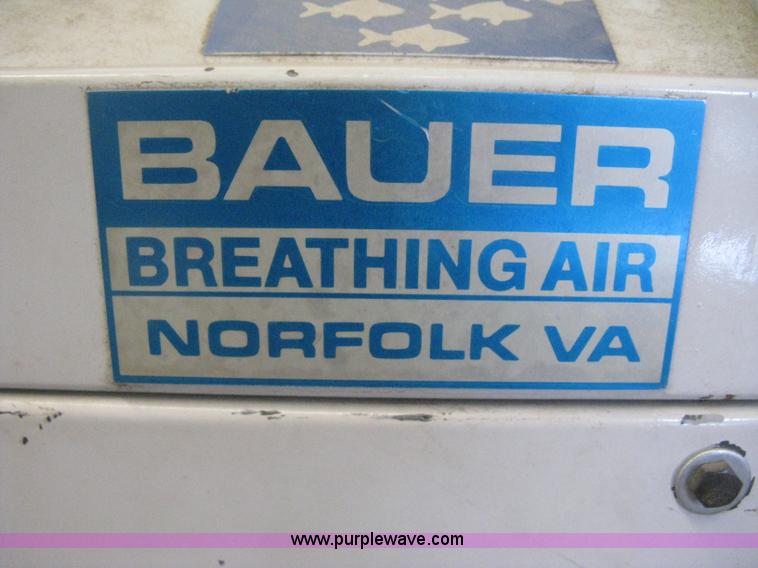 BAUER
BREATHING AIR
NORFOLK VA
www.purplewave.com